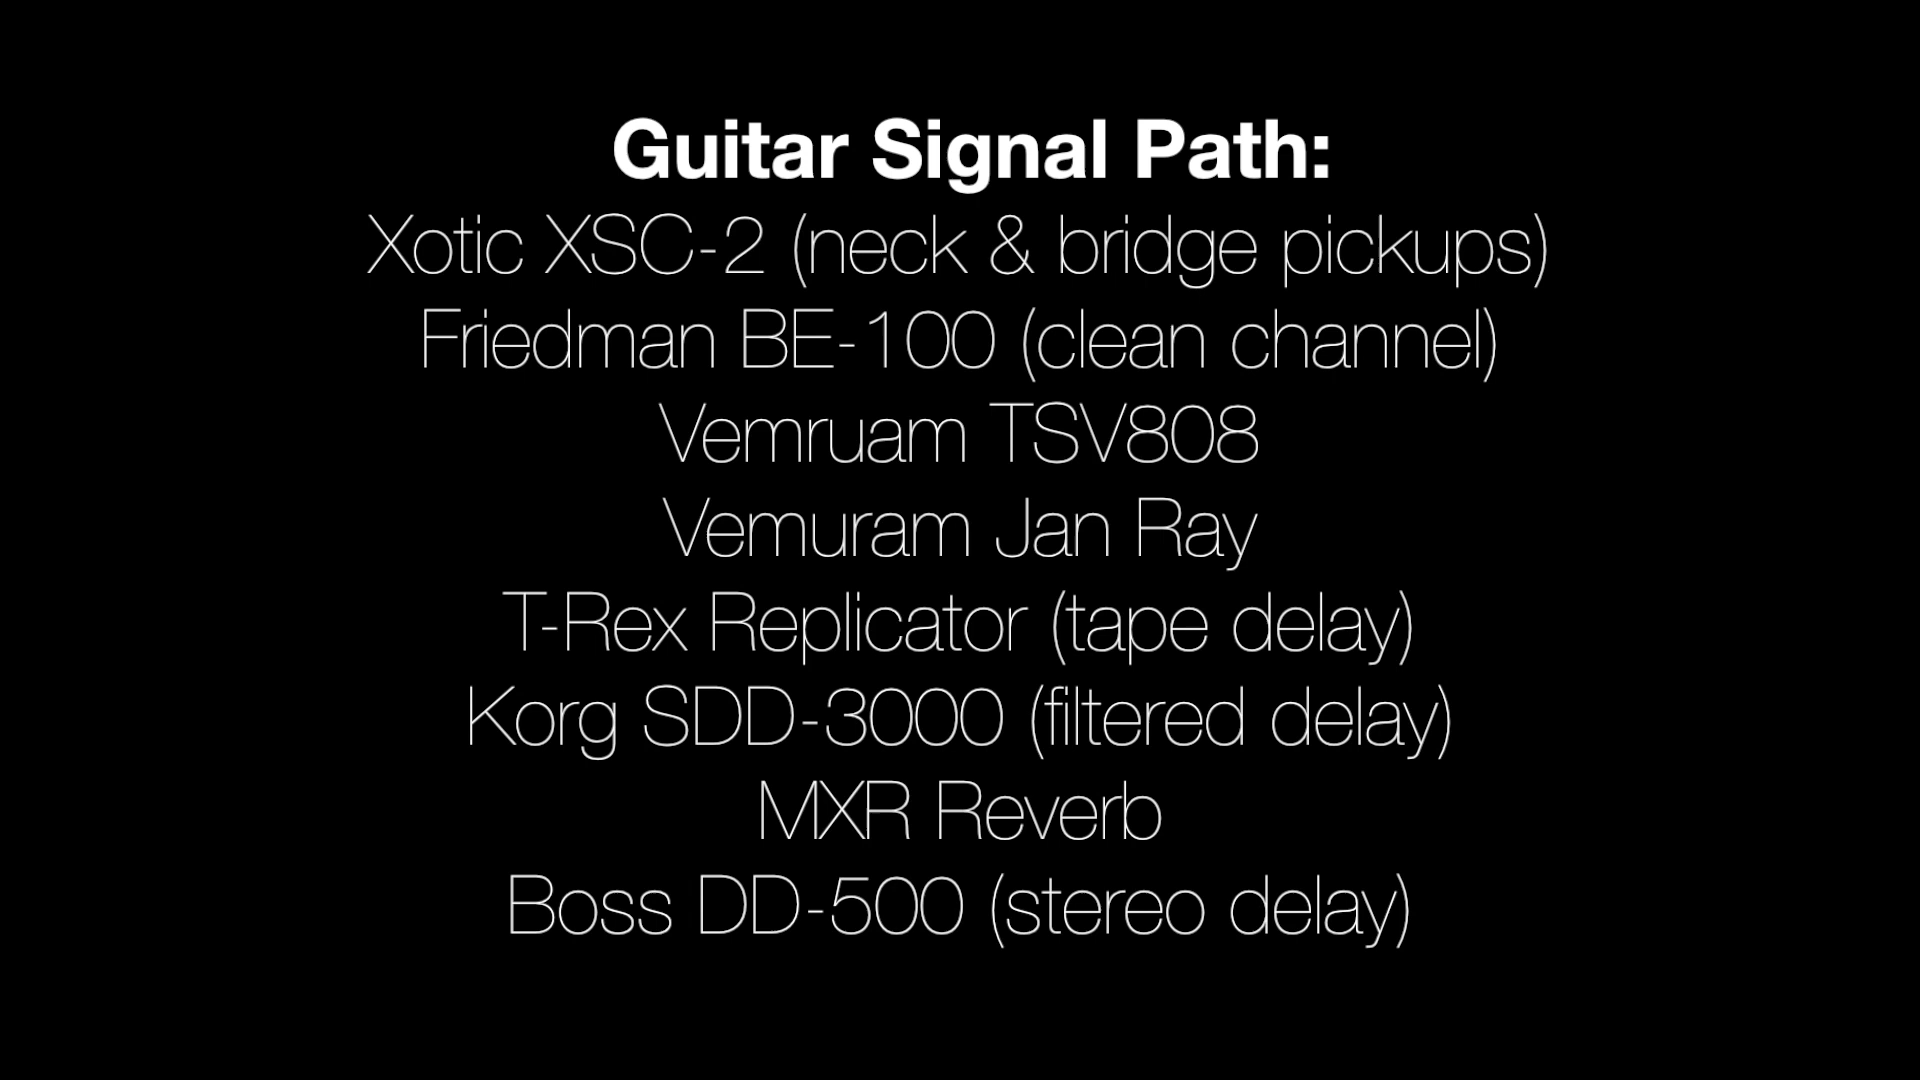 Guitar Signal Path:
Xotic XSC-2 (neck & bridge pickups)
Friedman BE-100 (clean channel)
Vemruam TSV808
Vemuram Jan Ray
T-Rex Replicator (tape delay)
Korg SDD-3000 (filtered delay)
MXR Reverb
Boss DD-500 (stereo delay)